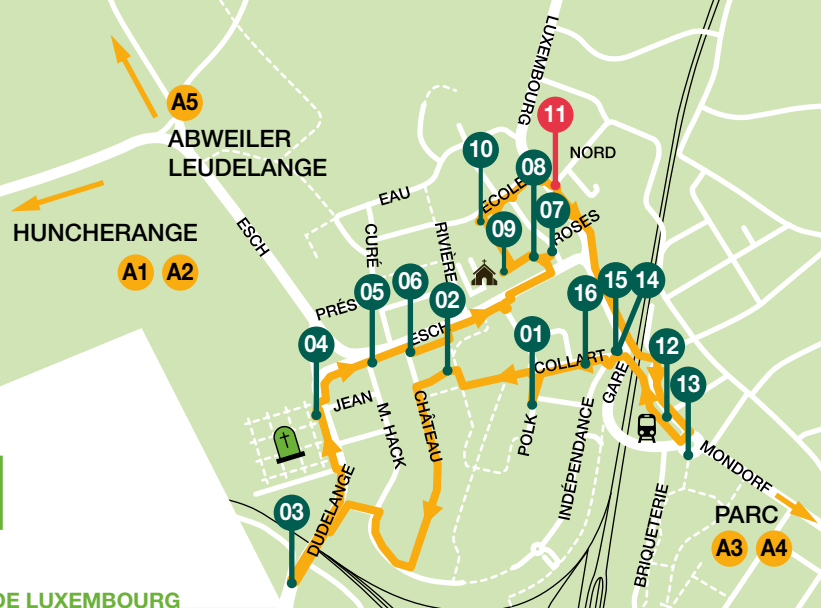 LUXEMBOURG
A5
11
ABWEILER
LEUDELANGE
10
08
NORD
ÉCOLE
EAU
07
ROSES
HUNCHERANGE
ESCH
CURÉ
RIVIÈRE
09
A1 A2
05
06
02
16
15
14
PRÉS
04
ESCH
01
12
COLLART
13
JEAN
GARE
M. HACK
CHÂTEAU
POLK
INDÉPENDANCE
MONDORF
DUDELANGE
03
BRIQUETERIE
PARC
A3 A4
DE LUXEMBOURG